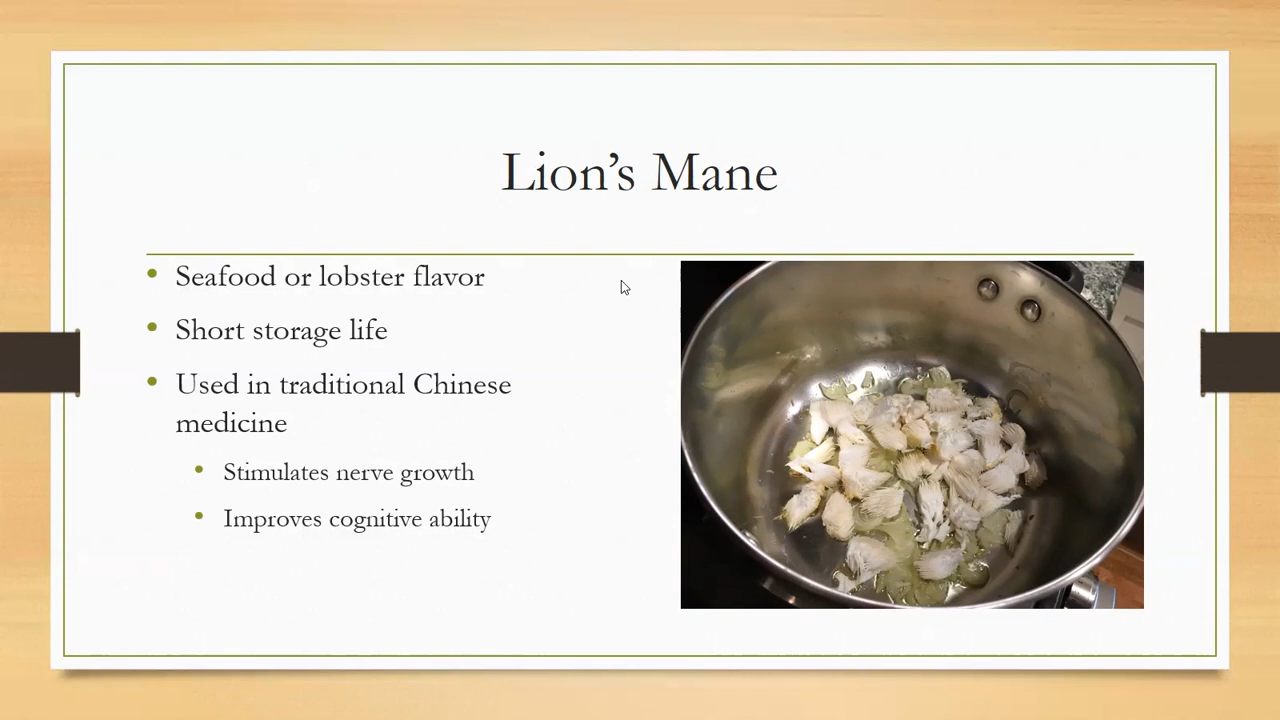 Lion’s Mane
Seafood or lobster flavor
Short storage life
Used in traditional Chinese
medicine
Stimulates nerve growth
Improves cognitive ability